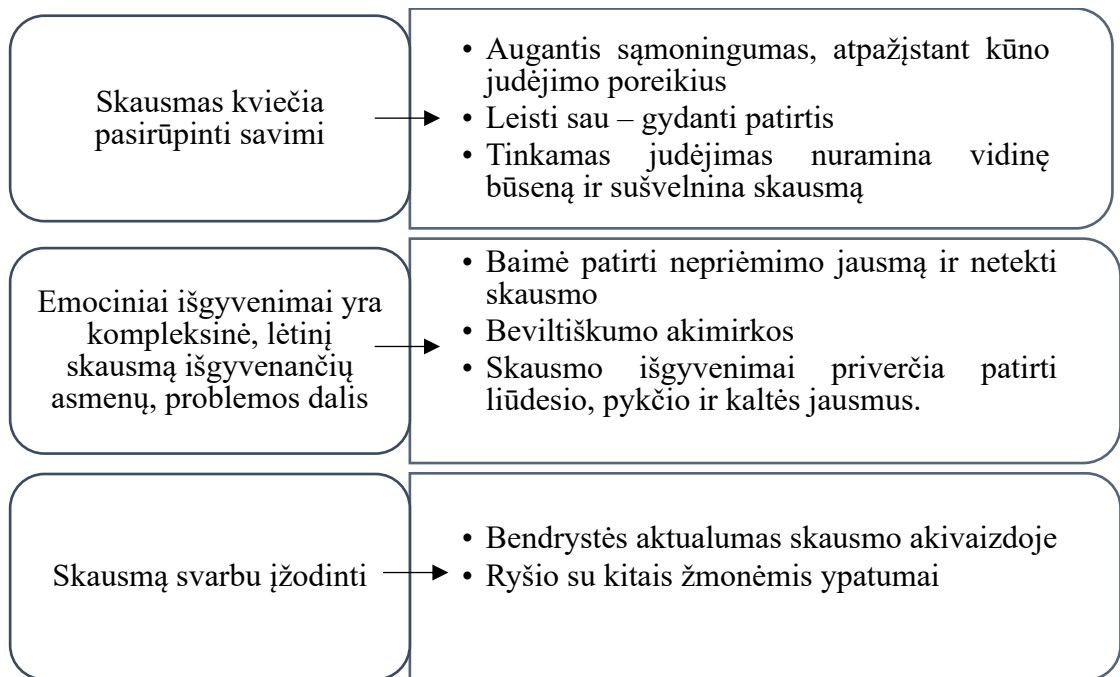 Skausmas kviečia
pasirūpinti savimi
• Augantis sąmoningumas, atpažįstant kūno
judėjimo poreikius
• Leisti sau – gydanti patirtis
• Tinkamas judėjimas nuramina vidinę
būseną ir sušvelnina skausmą
Emociniai išgyvenimai yra
kompleksinė, lėtinį
skausmą išgyvenančių
asmenų, problemos dalis
• Baimė patirti nepriėmimo jausmą ir netekti
skausmo
• Beviltiškumo akimirkos
• Skausmo išgyvenimai priverčia patirti
liūdesio, pykčio ir kaltės jausmus.
Skausmą svarbu įžodinti
• Bendrystės aktualumas skausmo akivaizdoje
• Ryšio su kitais žmonėmis ypatumai